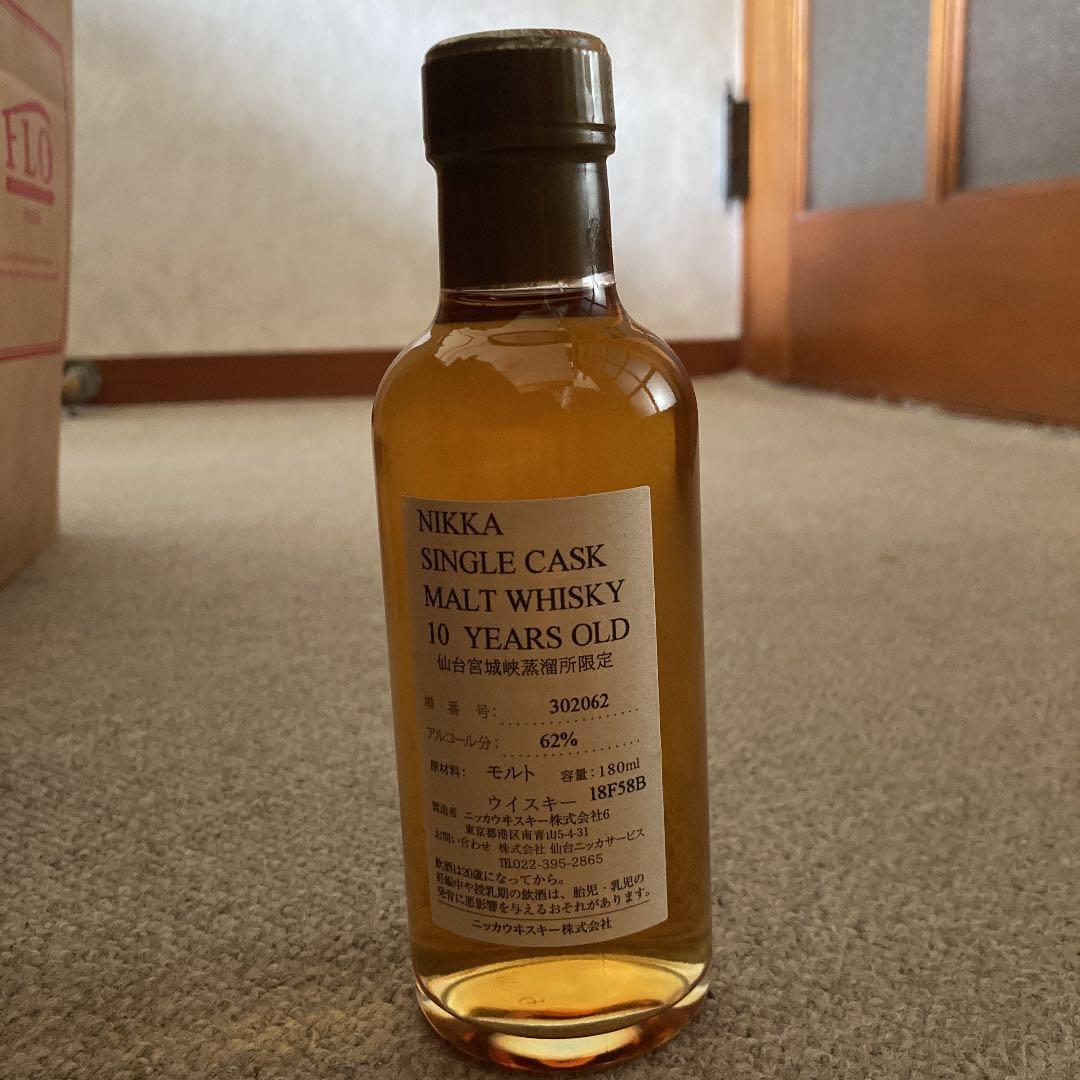 FLO
NIKKA
SINGLE CASK
MALT WHISKY
10 YEARS OLD
仙台宮城峡蒸溜所限定
樽番号: 302062
アルコール分: 62%
原材料: モルト 容量:180ml
ウイスキー 18F58B
製造者 ニッカウヰスキー株式会社6
東京都港区南青山5-4-31
お問い合わせ 株式会社 仙台ニッカサービス
℡022-395-2865
飲酒は20歳になってから。
妊娠中や授乳期の飲酒は、胎児・乳児の
発育に悪影響を与えるおそれがあります。
ニッカウヰスキー株式会社